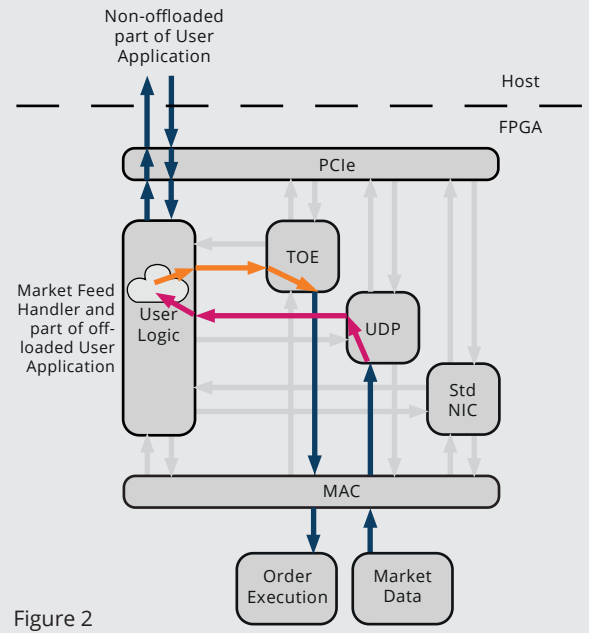 Non-offloaded
part of User
Application
Host
FPGA
PCIe
TOE
Market Feed
Handler and
part of off-
loaded User
Application
User
Logic
UDP
Std
NIC
MAC
Order
Execution
Market
Data
Figure 2